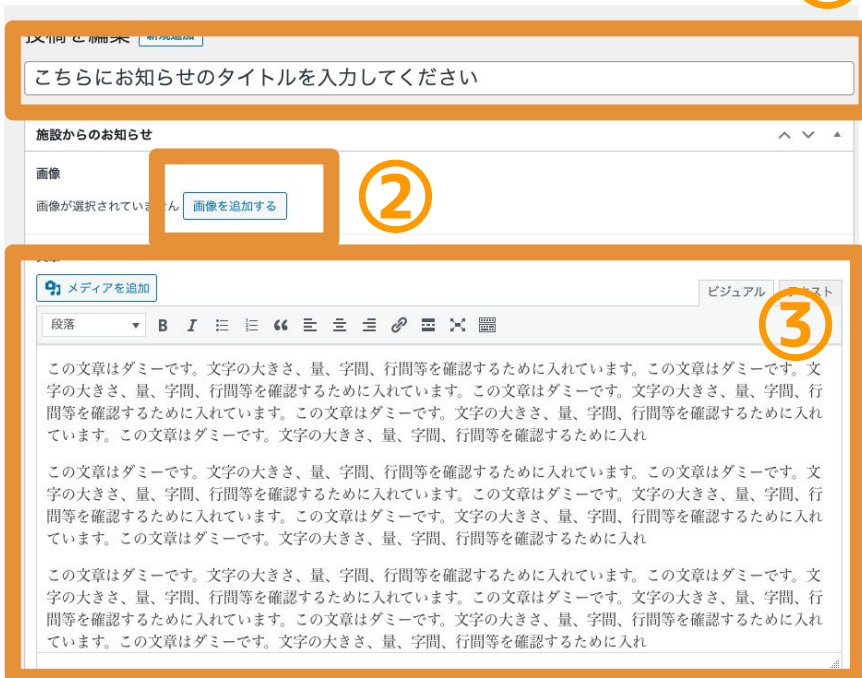 投稿を編集 新規追加
こちらにお知らせのタイトルを入力してください
施設からのお知らせ
画像
画像が選択されていません 画像を追加する
②
メディアを追加
ビジュアル テキスト
③
段落 B I
この文章はダミーです。文字の大きさ、量、字間、行間等を確認するために入れています。この文章はダミーです。文
字の大きさ、量、字間、行間等を確認するために入れています。この文章はダミーです。文字の大きさ、量、字間、行
間等を確認するために入れています。この文章はダミーです。文字の大きさ、量、字間、行間等を確認するために入れ
ています。この文章はダミーです。文字の大きさ、量、字間、行間等を確認するために入れ
この文章はダミーです。文字の大きさ、量、字間、行間等を確認するために入れています。この文章はダミーです。文
字の大きさ、量、字間、行間等を確認するために入れています。この文章はダミーです。文字の大きさ、量、字間、行
間等を確認するために入れています。この文章はダミーです。文字の大きさ、量、字間、行間等を確認するために入れ
ています。この文章はダミーです。文字の大きさ、量、字間、行間等を確認するために入れ
この文章はダミーです。文字の大きさ、量、字間、行間等を確認するために入れています。この文章はダミーです。文
字の大きさ、量、字間、行間等を確認するために入れています。この文章はダミーです。文字の大きさ、量、字間、行
間等を確認するために入れています。この文章はダミーです。文字の大きさ、量、字間、行間等を確認するために入れ
ています。この文章はダミーです。文字の大きさ、量、字間、行間等を確認するために入れ